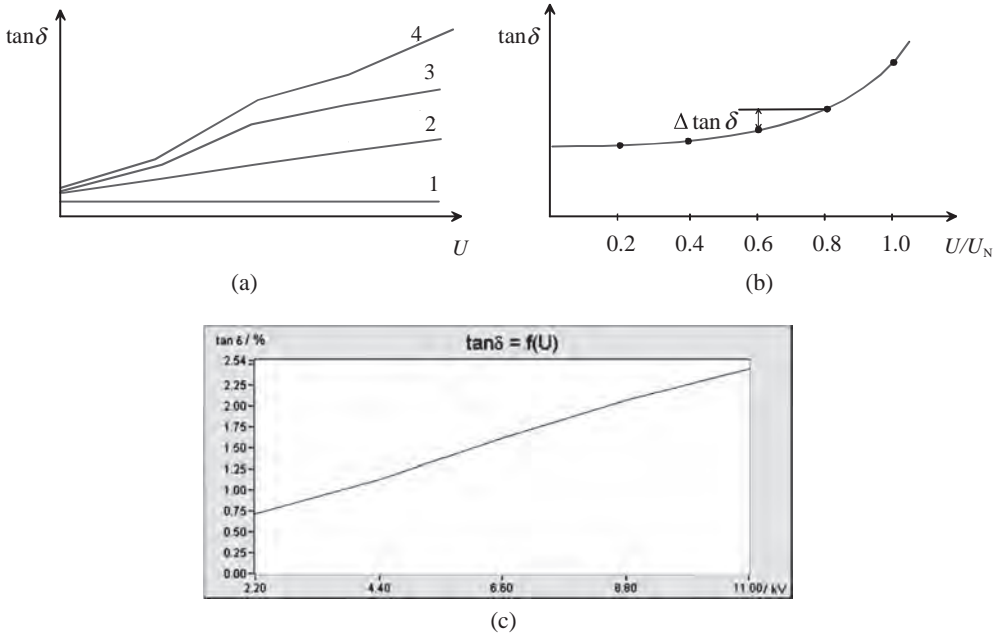 tanδ
4
3
2
1
U
(a)
tanδ
Δ tan δ
0.2 0.4 0.6 0.8 1.0 U/U_N
(b)
tan δ / %
tanδ = f(U)
2.54
2.25
2.00
1.75
1.50
1.25
1.00
0.75
0.50
0.25
0.00
2.20 4.40 6.60 8.80 11.00/ kV
(c)